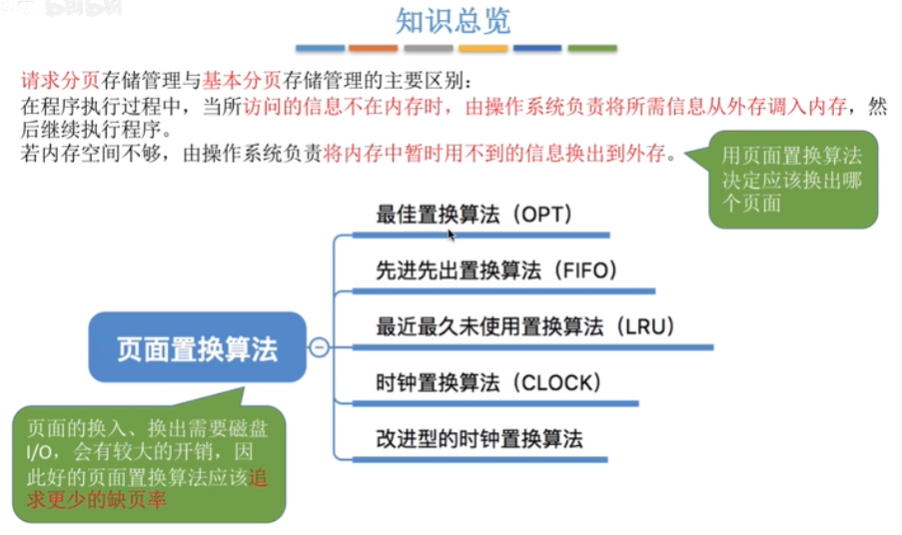 知识总览
请求分页存储管理与基本分页存储管理的主要区别：
在程序执行过程中，当所访问的信息不在内存时，由操作系统负责将所需信息从外存调入内存，然
后继续执行程序。
若内存空间不够，由操作系统负责将内存中暂时用不到的信息换出到外存。
用页面置换算法
决定应该换出哪
个页面
最佳置换算法（OPT）
先进先出置换算法（FIFO）
最近最久未使用置换算法（LRU）
时钟置换算法（CLOCK）
改进型的时钟置换算法
页面置换算法
页面的换入、换出需要磁盘
I/O，会有较大的开销，因
此好的页面置换算法应该追
求更少的缺页率